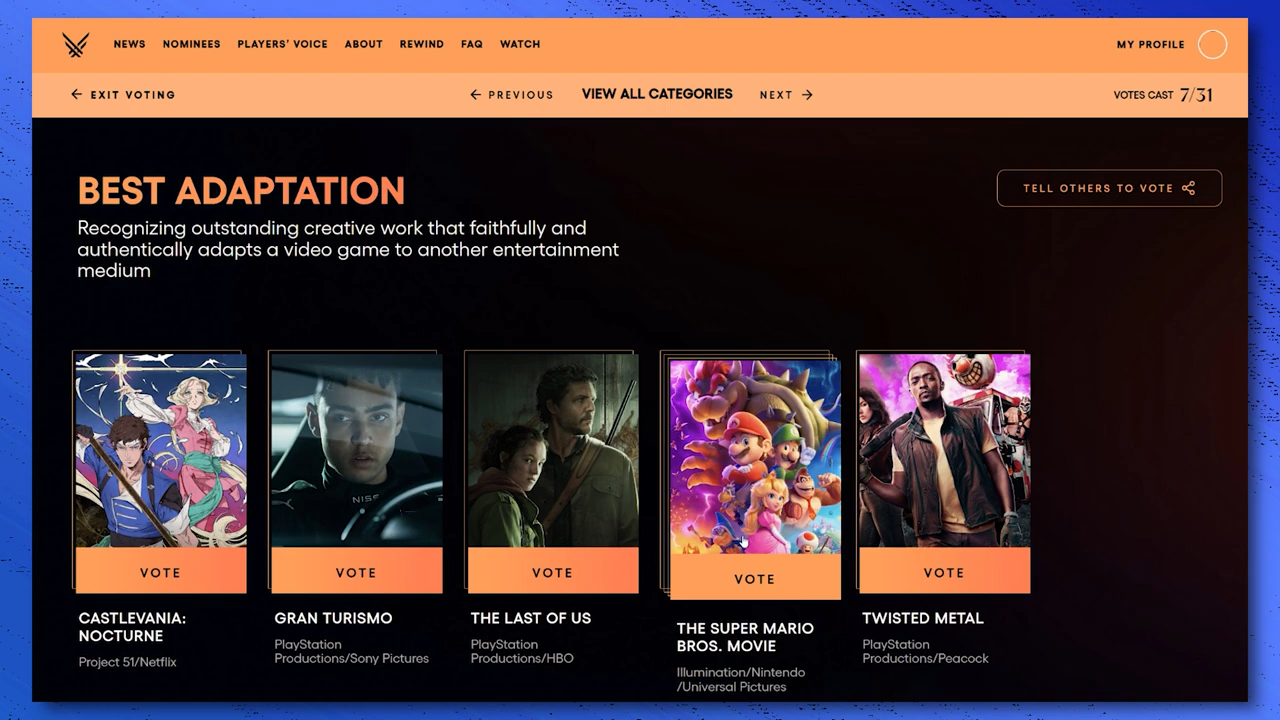 NEWS NOMINEES PLAYERS' VOICE ABOUT REWIND FAQ WATCH MY PROFILE
EXIT VOTING PREVIOUS VIEW ALL CATEGORIES NEXT VOTES CAST 7/31
BEST ADAPTATION
TELL OTHERS TO VOTE
Recognizing outstanding creative work that faithfully and
authentically adapts a video game to another entertainment
medium
NISS
VOTE
CASTLEVANIA:
NOCTURNE
Project 51/Netflix
VOTE
GRAN TURISMO
PlayStation
Productions/Sony Pictures
VOTE
THE LAST OF US
PlayStation
Productions/HBO
VOTE
THE SUPER MARIO
BROS. MOVIE
Illumination/Nintendo
/Universal Pictures
VOTE
TWISTED METAL
PlayStation
Productions/Peacock